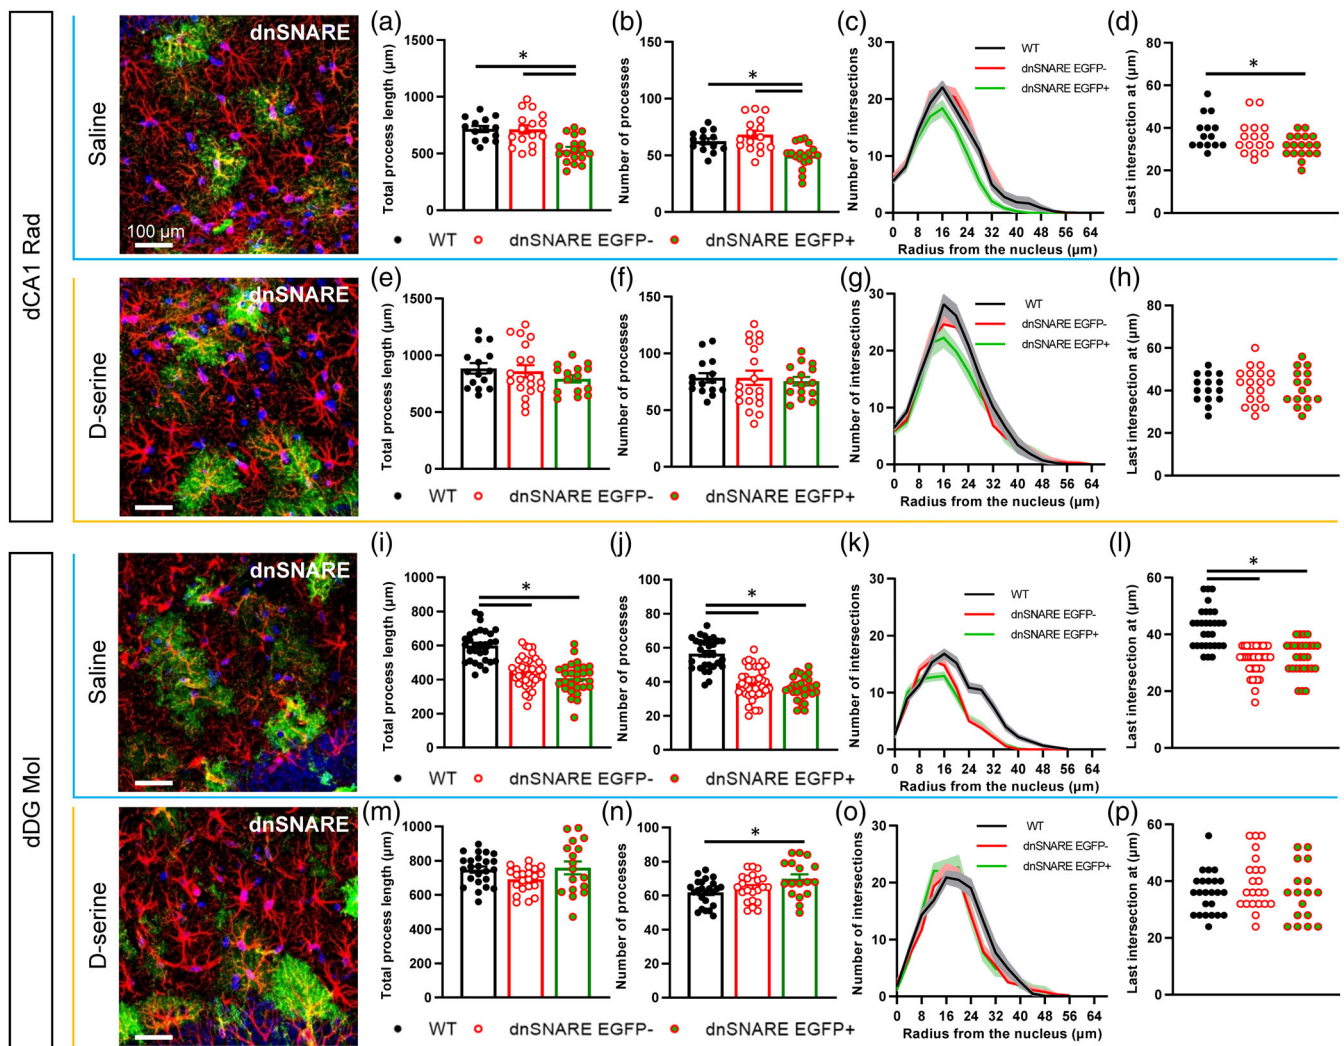 dCA1 Rad
Saline
dnSNARE
100 µm
(a)
Total process length (µm)
1500
1000
500
0
*
(b)
Number of processes
150
100
50
0
*
WT dnSNARE EGFP- dnSNARE EGFP+
(c)
Number of intersections
30
20
10
0
WT
dnSNARE EGFP-
dnSNARE EGFP+
0 8 16 24 32 40 48 56 64
Radius from the nucleus (µm)
(d)
Last intersection at (µm)
80
60
40
20
0
*
D-serine
dnSNARE
(e)
Total process length (µm)
1500
1000
500
0
(f)
Number of processes
150
100
50
0
WT dnSNARE EGFP- dnSNARE EGFP+
(g)
Number of intersections
30
20
10
0
WT
dnSNARE EGFP-
dnSNARE EGFP+
0 8 16 24 32 40 48 56 64
Radius from the nucleus (µm)
(h)
Last intersection at (µm)
80
60
40
20
0
dDG Mol
Saline
dnSNARE
(i)
Total process length (µm)
1000
800
600
400
200
0
*
(j)
Number of processes
100
80
60
40
20
0
*
WT dnSNARE EGFP- dnSNARE EGFP+
(k)
Number of intersections
30
20
10
0
WT
dnSNARE EGFP-
dnSNARE EGFP+
0 8 16 24 32 40 48 56 64
Radius from the nucleus (µm)
(l)
Last intersection at (µm)
60
40
20
0
*
D-serine
dnSNARE
(m)
Total process length (µm)
1000
800
600
400
200
0
(n)
Number of processes
100
80
60
40
20
0
*
WT dnSNARE EGFP- dnSNARE EGFP+
(o)
Number of intersections
30
20
10
0
WT
dnSNARE EGFP-
dnSNARE EGFP+
0 8 16 24 32 40 48 56 64
Radius from the nucleus (µm)
(p)
Last intersection at (µm)
60
40
20
0